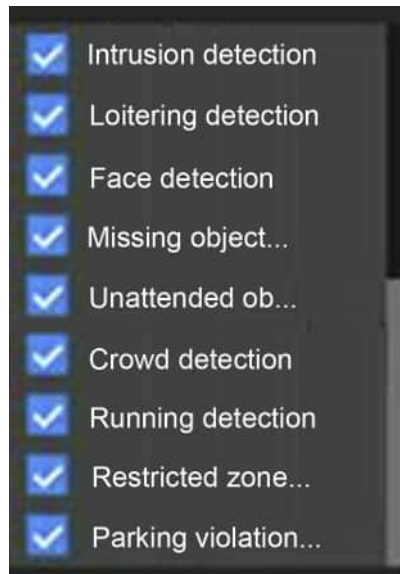 Intrusion detection
Loitering detection
Face detection
Missing object...
Unattended ob...
Crowd detection
Running detection
Restricted zone...
Parking violation...